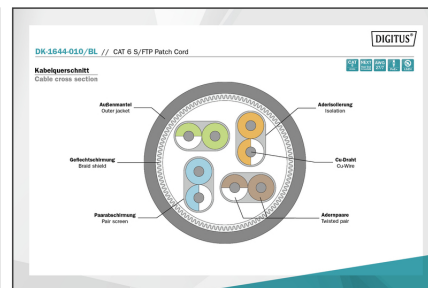 DIGITUS®
DK-1644-010/BL // CAT 6 S/FTP Patch Cord
Kabelquerschnitt
Cable cross section
Außenmantel
Outer jacket
Aderisolierung
Isolation
Geflechtschirmung
Braid shield
Cu-Draht
Cu-Wire
Paarabschirmung
Pair screen
Adernpaare
Twisted pair